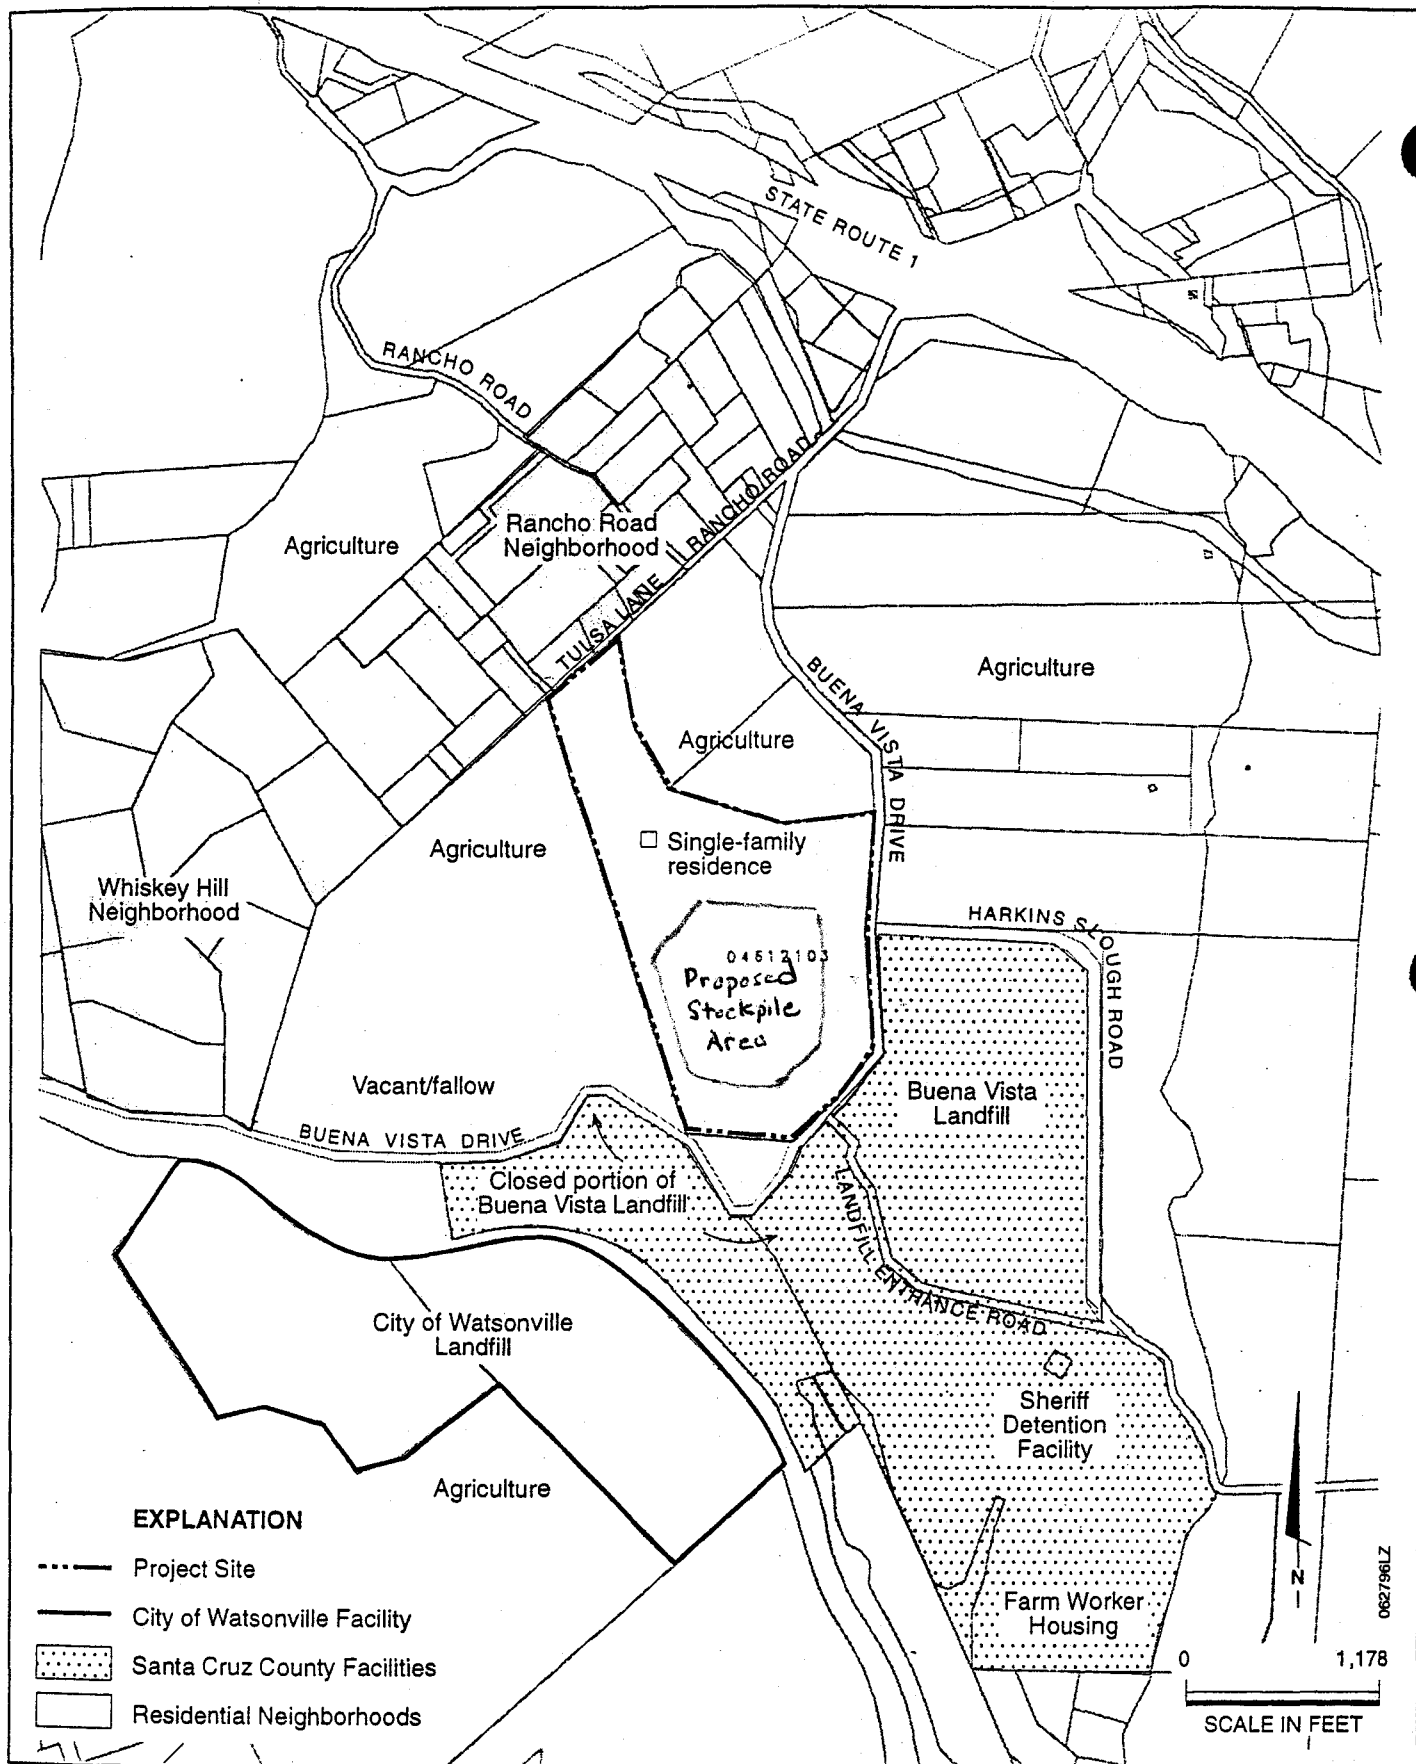 STATE ROUTE 1
RANCHO ROAD
RANCHO ROAD
Rancho Road
Neighborhood
Agriculture
TULSA LANE
Agriculture
BUENA VISTA DRIVE
Agriculture
Single-family
residence
Agriculture
Whiskey Hill
Neighborhood
HARKINS SLOUGH ROAD
04612103
Proposed
Stockpile
Area
Vacant/fallow
Buena Vista
Landfill
BUENA VISTA DRIVE
Closed portion of
Buena Vista Landfill
LANDFILL ENTRANCE ROAD
City of Watsonville
Landfill
Sheriff
Detention
Facility
Agriculture
Farm Worker
Housing
EXPLANATION
Project Site
City of Watsonville Facility
Santa Cruz County Facilities
Residential Neighborhoods
N
062796LZ
0 1,178
SCALE IN FEET